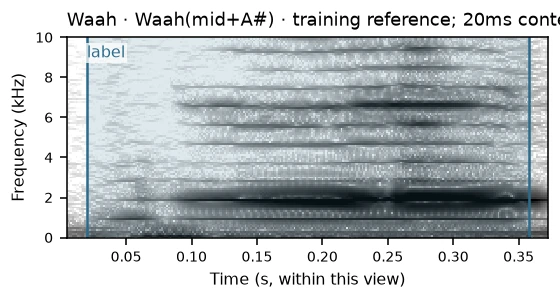 Waah · Waah(mid+A#) · training reference; 20ms
label
10
8
6
4
2
0
Frequency (kHz)
0.05 0.10 0.15 0.20 0.25 0.30 0.35
Time (s, within this view)